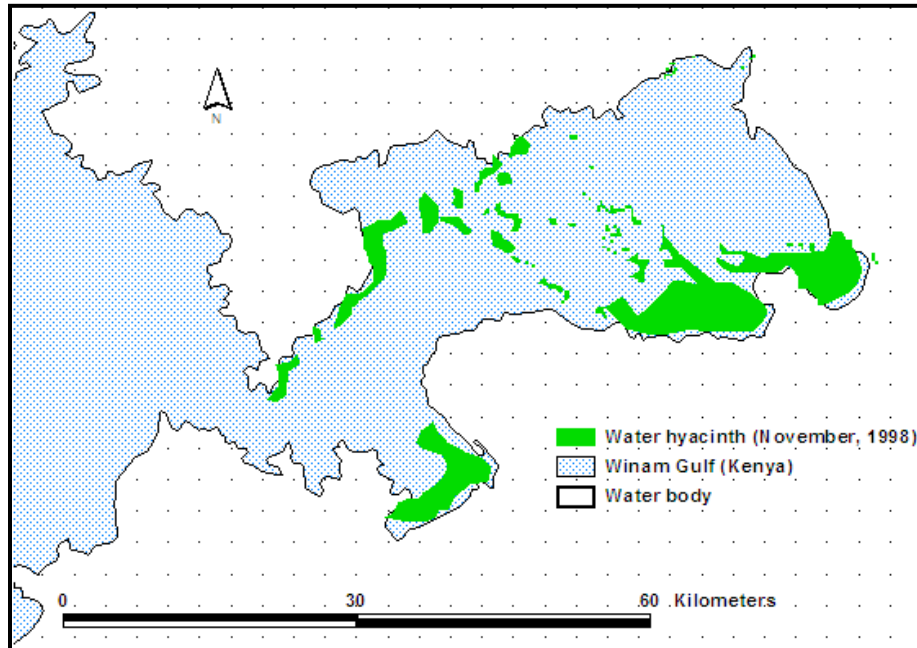 N
Water hyacinth (November, 1998)
Winam Gulf (Kenya)
Water body
0 30 60 Kilometers